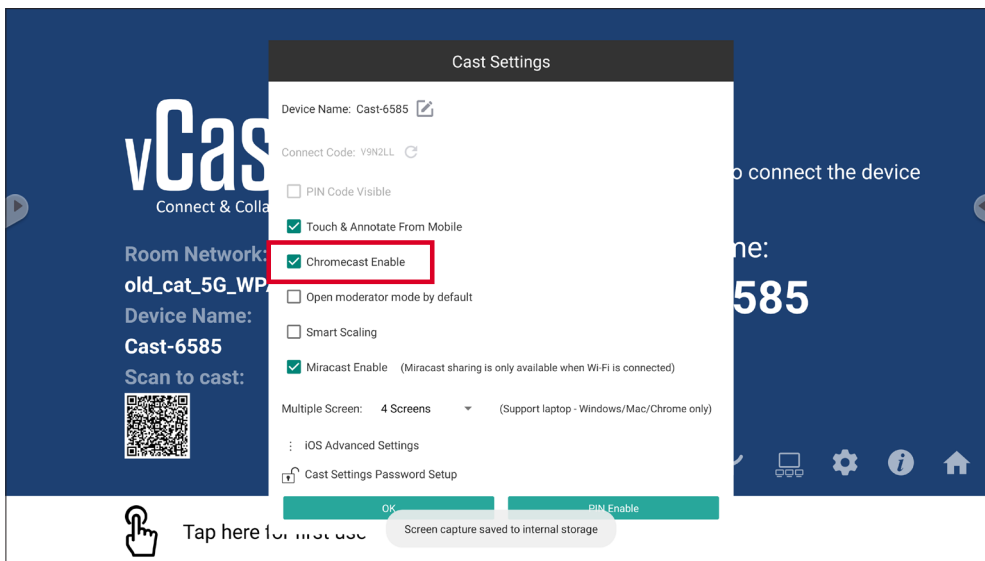 Cast Settings
Device Name: Cast-6585
Connect Code: V9N2LL
PIN Code Visible
Touch & Annotate From Mobile
Chromecast Enable
Open moderator mode by default
Smart Scaling
Miracast Enable (Miracast sharing is only available when Wi-Fi is connected)
Multiple Screen: 4 Screens (Support laptop - Windows/Mac/Chrome only)
iOS Advanced Settings
Cast Settings Password Setup
OK PIN Enable
Screen capture saved to internal storage
vCas
Connect & Colla
Room Network:
old_cat_5G_WP
Device Name:
Cast-6585
Scan to cast:
o connect the device
me:
585
Tap here for first use